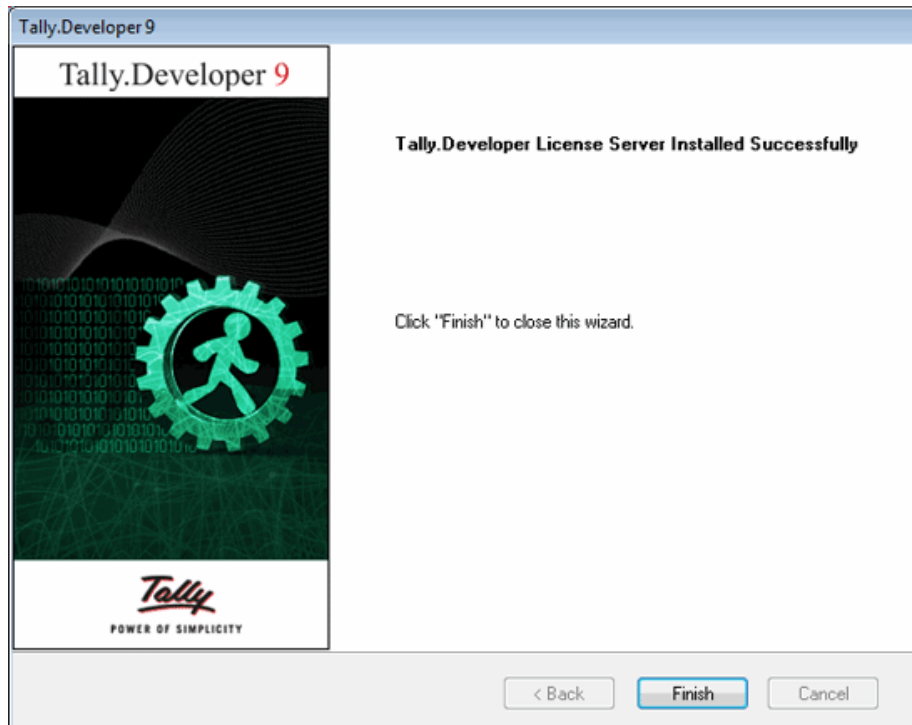 Tally.Developer 9
Tally.Developer 9
Tally.Developer License Server Installed Successfully
Click "Finish" to close this wizard.
Tally
POWER OF SIMPLICITY
< Back Finish Cancel